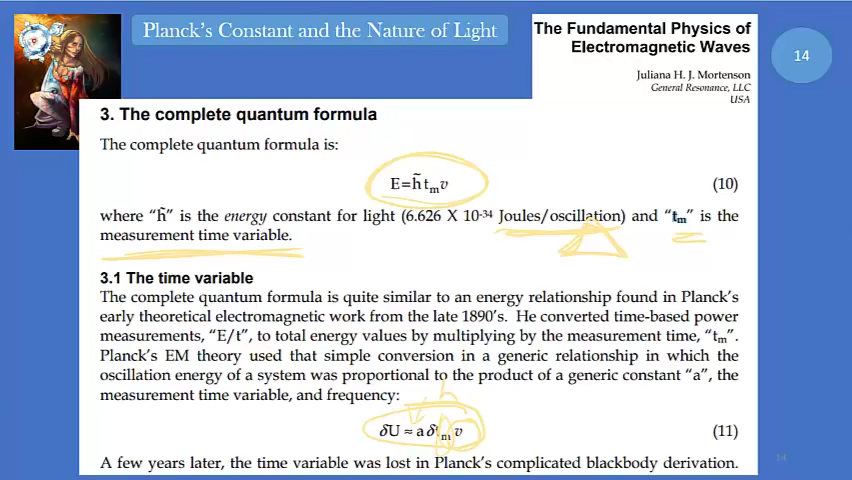 Planck's Constant and the Nature of Light
The Fundamental Physics of
Electromagnetic Waves
14
Juliana H. J. Mortenson
General Resonance, LLC
USA
3. The complete quantum formula
The complete quantum formula is:
E=h̃ tₘν (10)
where “h̃” is the energy constant for light (6.626 X 10⁻³⁴ Joules/oscillation) and “tₘ” is the
measurement time variable.
3.1 The time variable
The complete quantum formula is quite similar to an energy relationship found in Planck's
early theoretical electromagnetic work from the late 1890's. He converted time-based power
measurements, “E/t”, to total energy values by multiplying by the measurement time, “tₘ”.
Planck's EM theory used that simple conversion in a generic relationship in which the
oscillation energy of a system was proportional to the product of a generic constant “a”, the
measurement time variable, and frequency:
h
δU ≈ a δtₘ ν (11)
A few years later, the time variable was lost in Planck's complicated blackbody derivation.
14